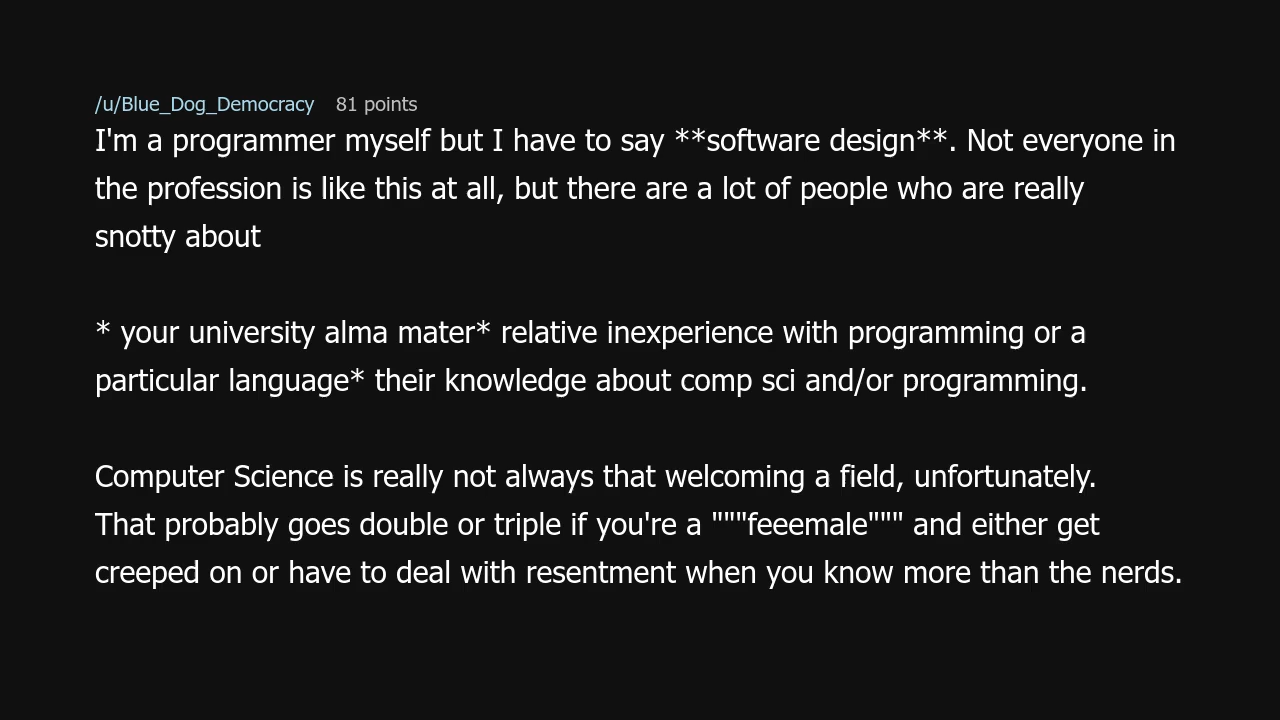 /u/Blue_Dog_Democracy 81 points
I'm a programmer myself but I have to say **software design**. Not everyone in
the profession is like this at all, but there are a lot of people who are really
snotty about
* your university alma mater* relative inexperience with programming or a
particular language* their knowledge about comp sci and/or programming.
Computer Science is really not always that welcoming a field, unfortunately.
That probably goes double or triple if you're a """feeemale""" and either get
creeped on or have to deal with resentment when you know more than the nerds.